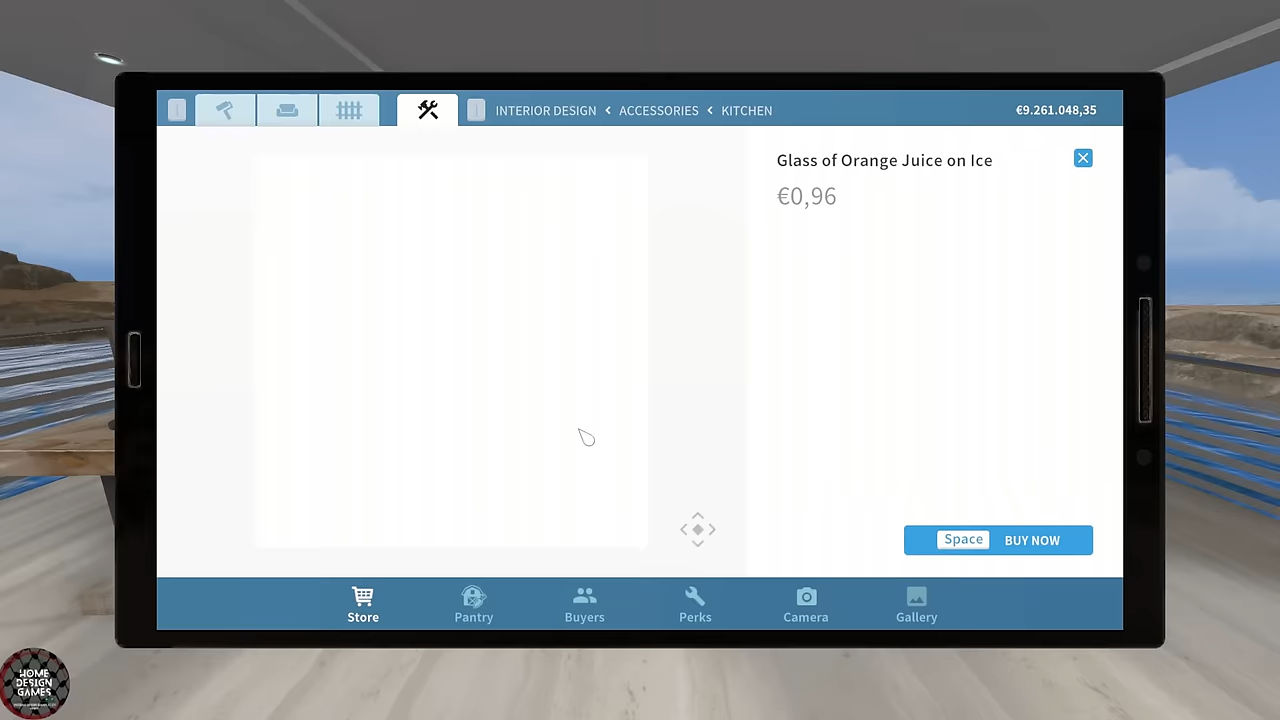 INTERIOR DESIGN < ACCESSORIES < KITCHEN
€9.261.048,35
Glass of Orange Juice on Ice
€0,96
Space BUY NOW
Store Pantry Buyers Perks Camera Gallery
HOME
DESIGN
GAMES